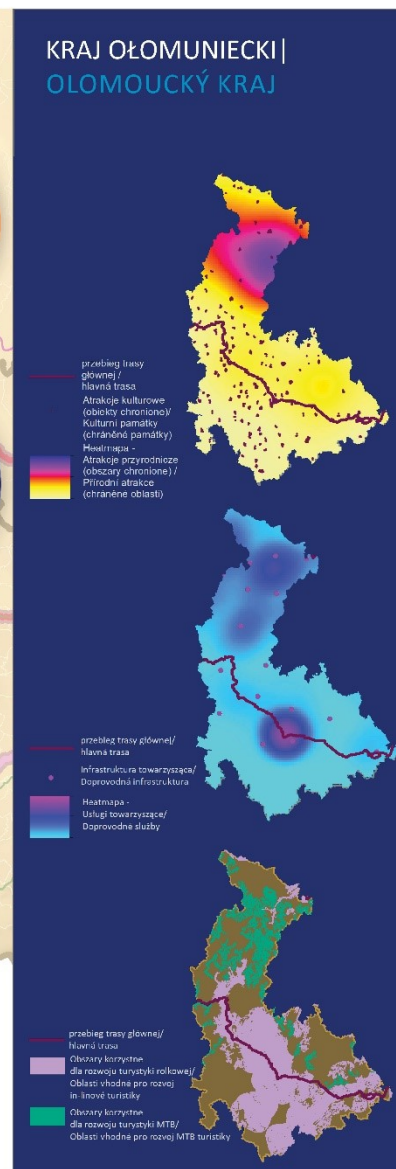 KRAJ OŁOMUNIECKI|
OLOMOUCKÝ KRAJ
przebieg trasy
głównej /
hlavná trasa
Atrakcje kulturowe
(obiekty chronione)/
Kulturní památky
(chráněné památky)
Heatmapa -
Atrakcje przyrodnicze
(obszary chronione) /
Přírodní atrakce
(chráněné oblasti)
przebieg trasy głównej/
hlavná trasa
Infrastruktura towarzysząca/
Doprovodná infrastruktura
Heatmapa -
Usługi towarzyszące/
Doprovodne služby
przebieg trasy głównej/
hlavná trasa
Obszary korzystne
dla rozwoju turystyki rolkowej/
Oblasti vhodné pro rozvoj
in-linové turistiky
Obszary korzystne
dla rozwoju turystyki MTB/
Oblasti vhodné pro rozvoj MTB turistiky